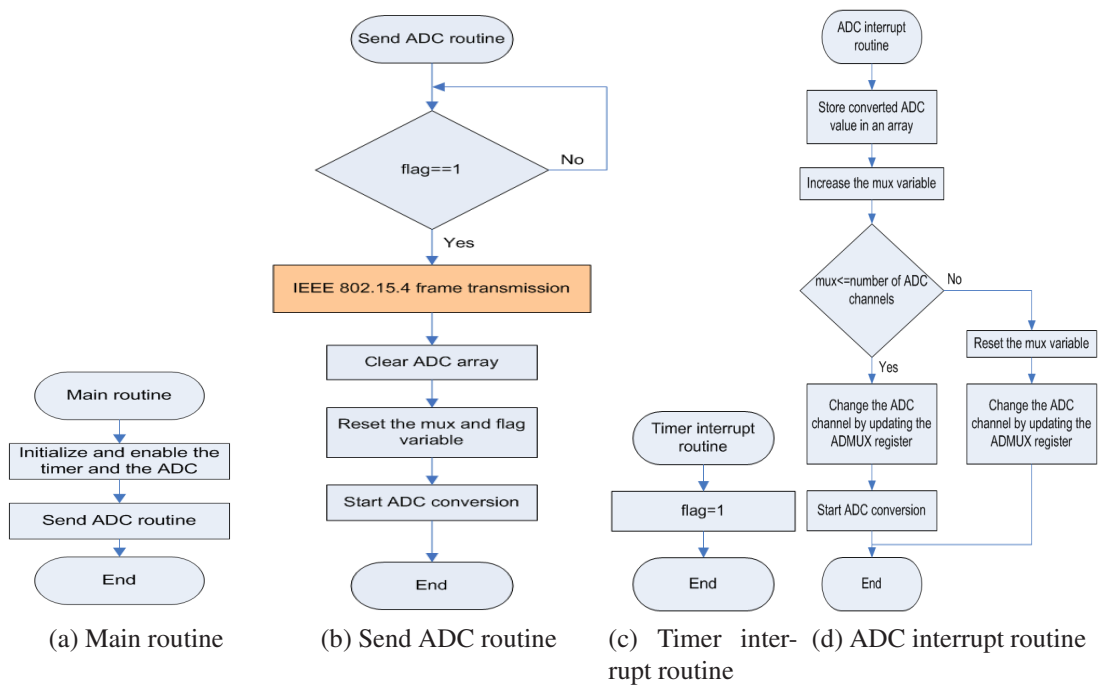 Main routine
Initialize and enable the
timer and the ADC
Send ADC routine
End
(a) Main routine
Send ADC routine
flag==1
No
Yes
IEEE 802.15.4 frame transmission
Clear ADC array
Reset the mux and flag
variable
Start ADC conversion
End
(b) Send ADC routine
Timer interrupt
routine
flag=1
End
(c) Timer inter-
rupt routine
ADC interrupt
routine
Store converted ADC
value in an array
Increase the mux variable
mux<=number of ADC
channels
No
Yes
Reset the mux variable
Change the ADC
channel by updating the
ADMUX register
Change the ADC
channel by updating the
ADMUX register
Start ADC conversion
End
(d) ADC interrupt routine